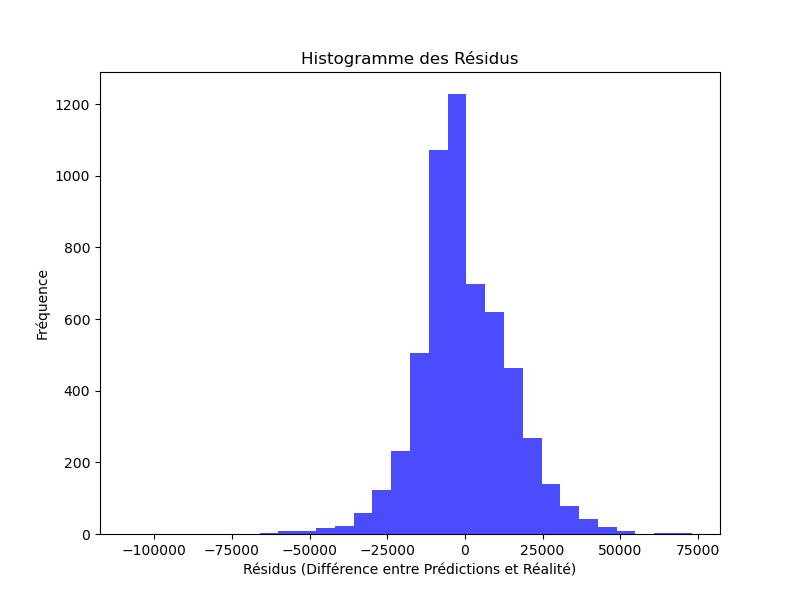 Histogramme des Résidus
1200
1000
800
600
400
200
0
Fréquence
−100000 −75000 −50000 −25000 0 25000 50000 75000
Résidus (Différence entre Prédictions et Réalité)